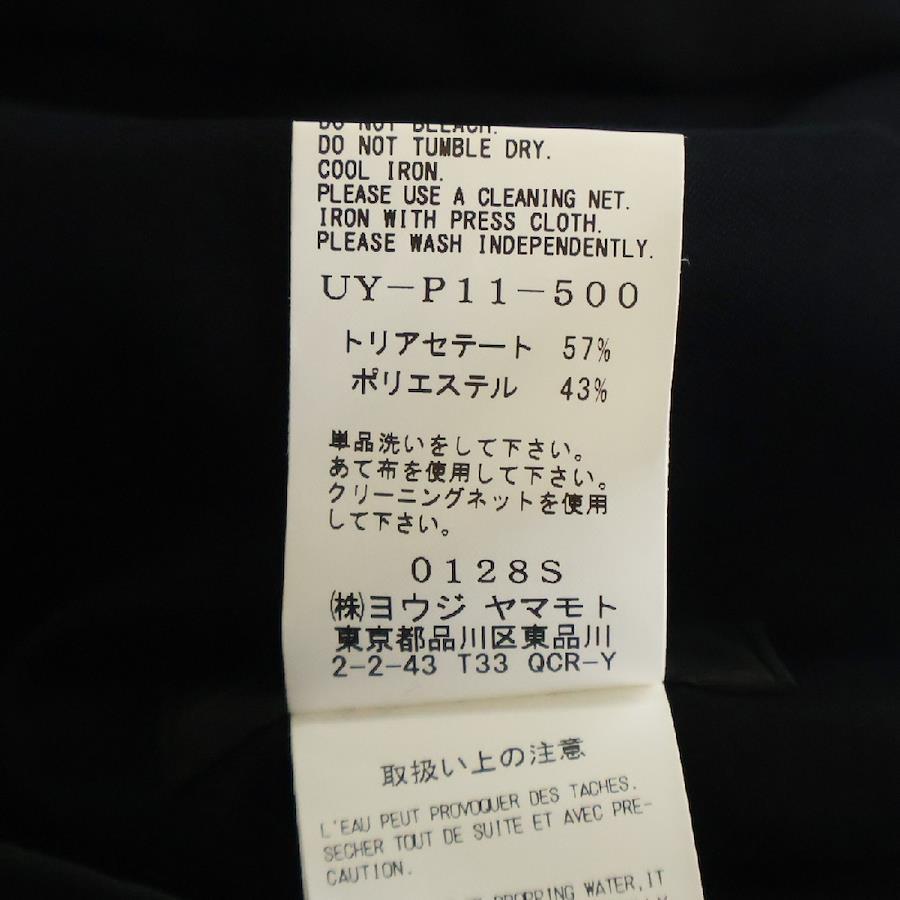 DO NOT BLEACH.
DO NOT TUMBLE DRY.
COOL IRON.
PLEASE USE A CLEANING NET.
IRON WITH PRESS CLOTH.
PLEASE WASH INDEPENDENTLY.
UY-P11-500
トリアセテート 57%
ポリエステル 43%
単品洗いをして下さい。
あて布を使用して下さい。
クリーニングネットを使用
して下さい。
0128S
㈱ヨウジ ヤマモト
東京都品川区東品川
2-2-43 T33 QCR-Y
取扱い上の注意
L'EAU PEUT PROVOQUER DES TACHES.
SECHER TOUT DE SUITE ET AVEC PRE-
CAUTION.
DROPPING WATER, IT